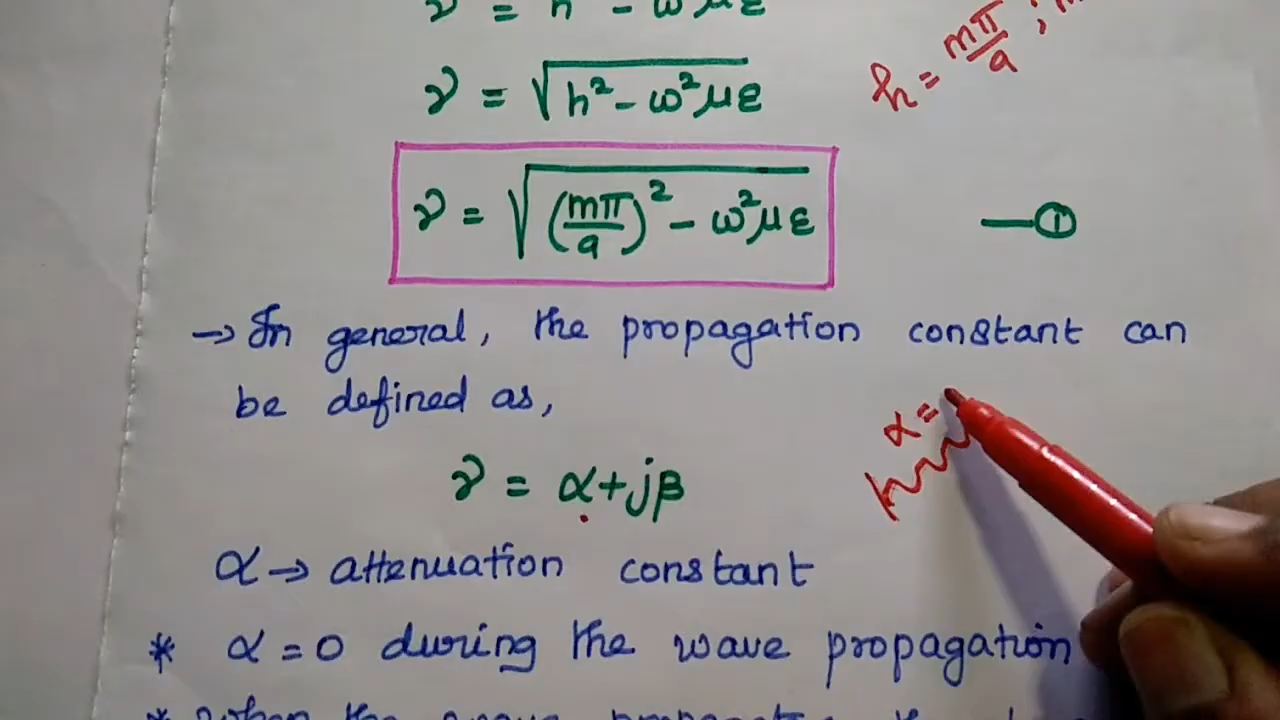 γ = √h² - ω²με
h = mπ/a ;
γ = √(mπ/a)² - ω²με —①
→ In general, the propagation constant can
be defined as,
α =
γ = α+jβ
α → attenuation constant
* α = 0 during the wave propagation